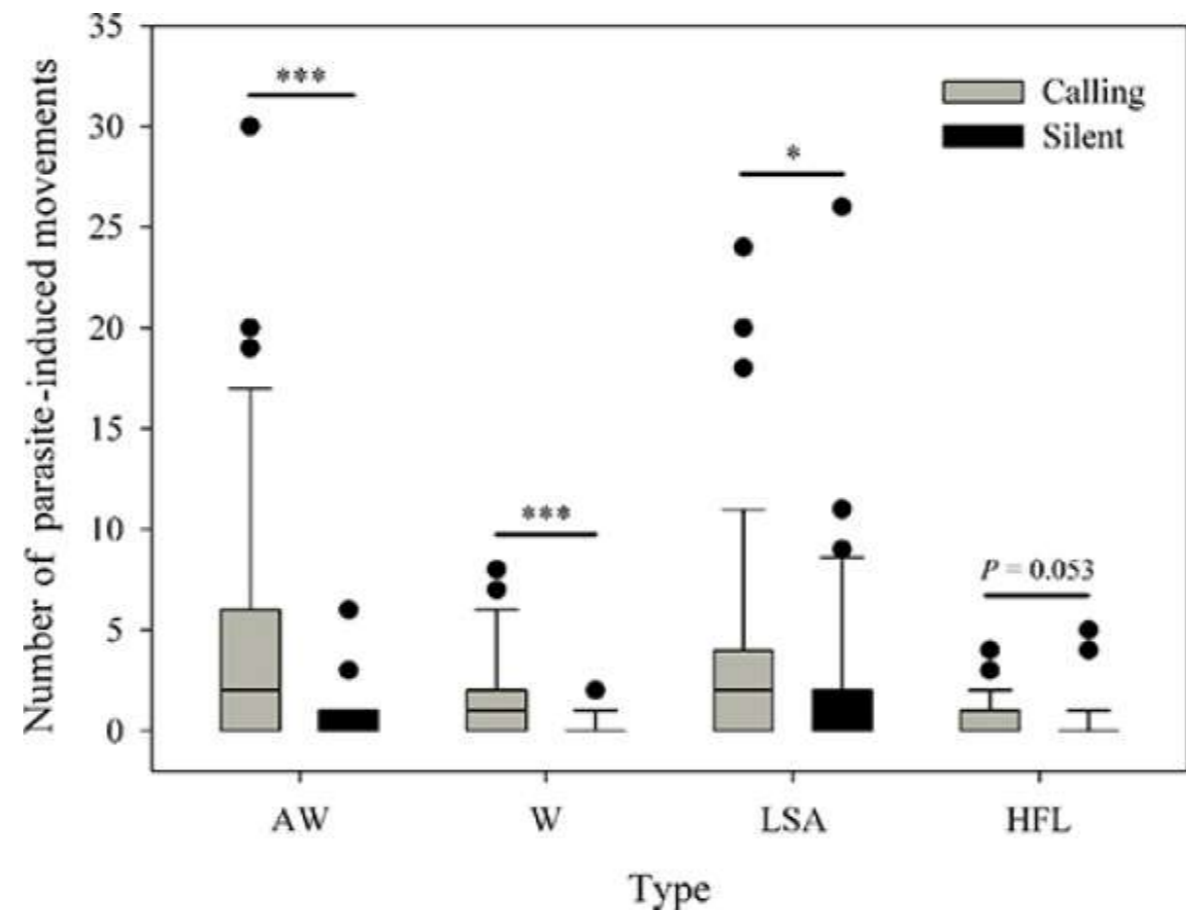 35
30
25
20
15
10
5
0
Number of parasite-induced movements
***
***
*
P = 0.053
Calling
Silent
AW W LSA HFL
Type